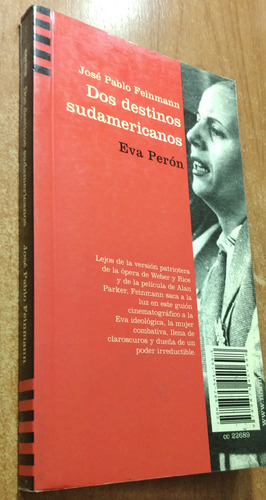 José Pablo Feinmann
Dos destinos
sudamericanos
Eva Perón
Lejos de la versión patriotera
de la ópera de Weber y Rios
y de la película de Alan
Parker, Feinmann saca a la
luz en este guión
cinematográfico a la
Eva ideológica, la mujer
combativa, llena de
claroscuros y dueña de un
poder irreductible.
cc 22689
Dos destinos sudamericanos
José Pablo Feinmann